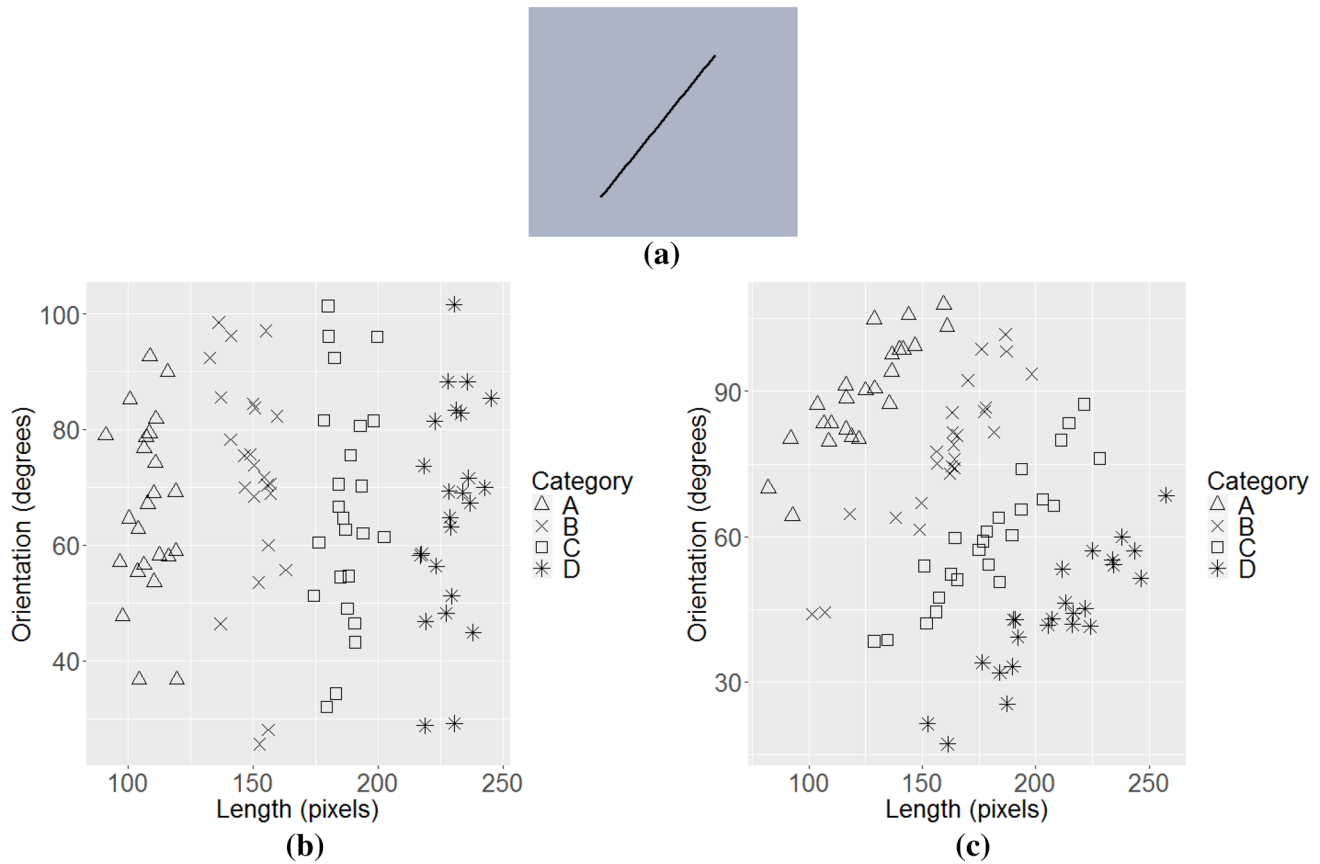 (a)
100
80
60
40
Orientation (degrees)
100
150
200
250
Length (pixels)
Category
A
B
C
D
(b)
90
60
30
Orientation (degrees)
100
150
200
250
Length (pixels)
Category
A
B
C
D
(c)